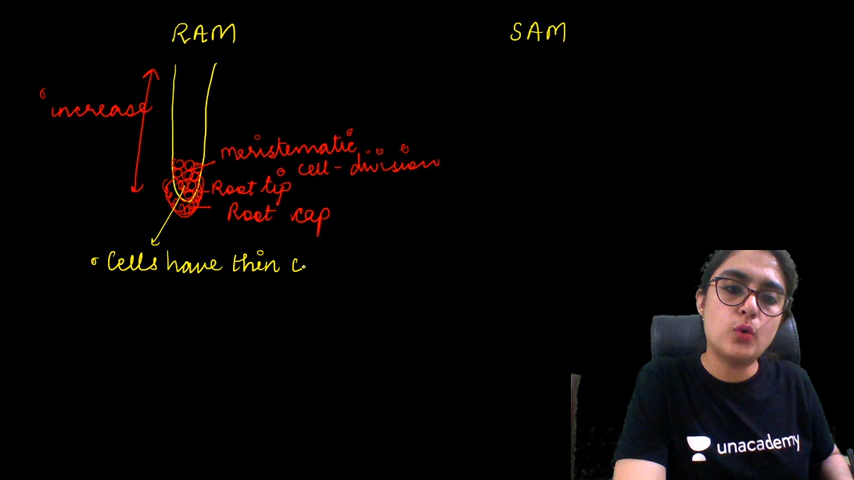 RAM
SAM
increase
meristematic
cell-division
Root tip
Root cap
Cells have thin c
unacademy